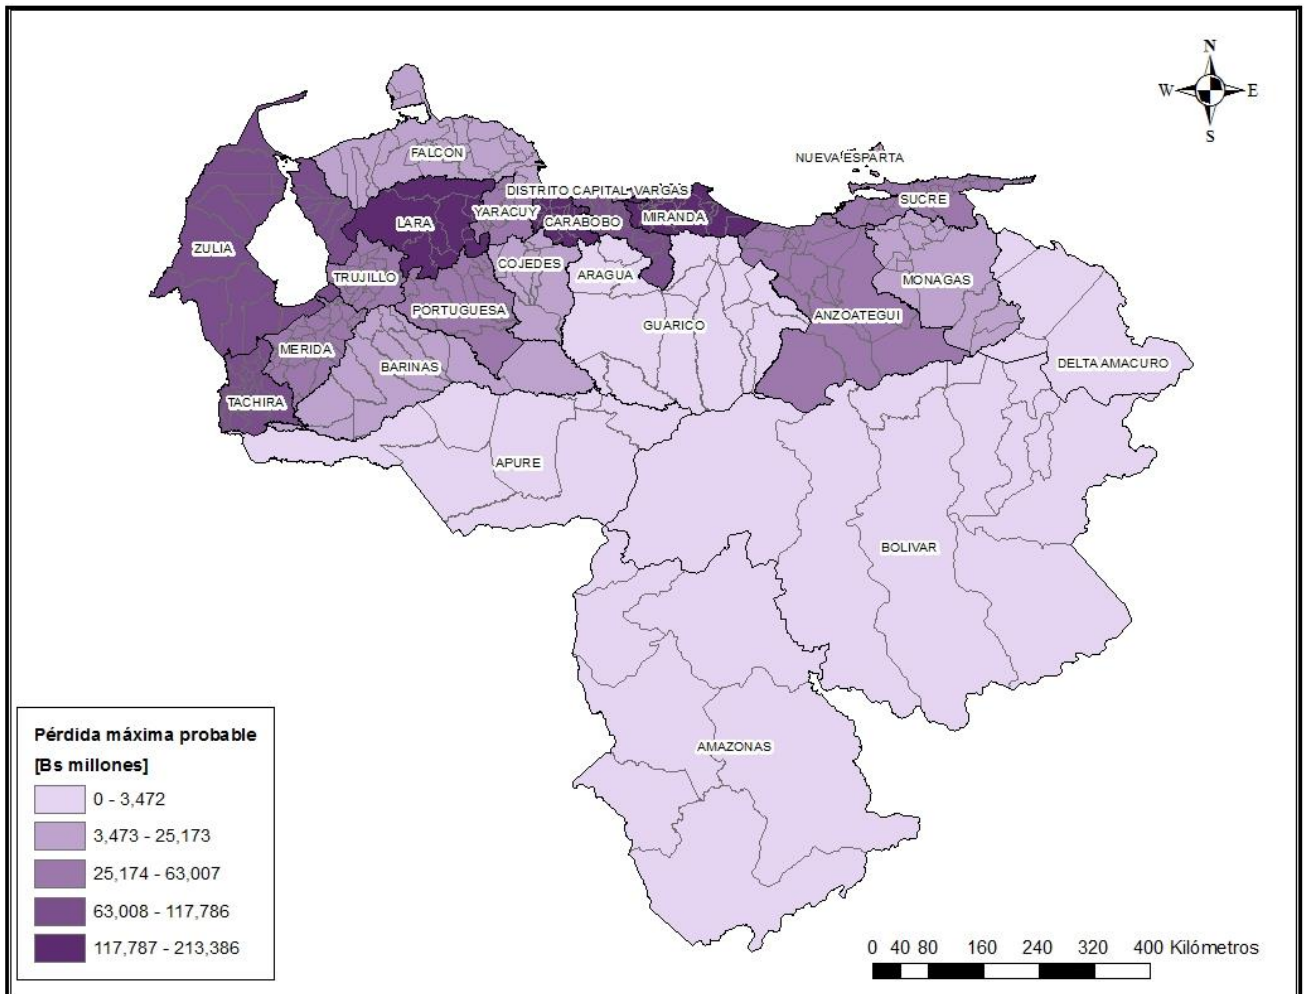 N
W E
S
NUEVA ESPARTA
FALCON
DISTRITO CAPITAL VARGAS
SUCRE
YARACUY
LARA
CARABOBO
MIRANDA
ZULIA
COJEDES
TRUJILLO
ARAGUA
MONAGAS
PORTUGUESA
ANZOATEGUI
GUARICO
MERIDA
BARINAS
DELTA AMACURO
TACHIRA
APURE
BOLIVAR
AMAZONAS
Pérdida máxima probable
[Bs millones]
0 - 3,472
3,473 - 25,173
25,174 - 63,007
63,008 - 117,786
117,787 - 213,386
0 40 80 160 240 320 400 Kilómetros